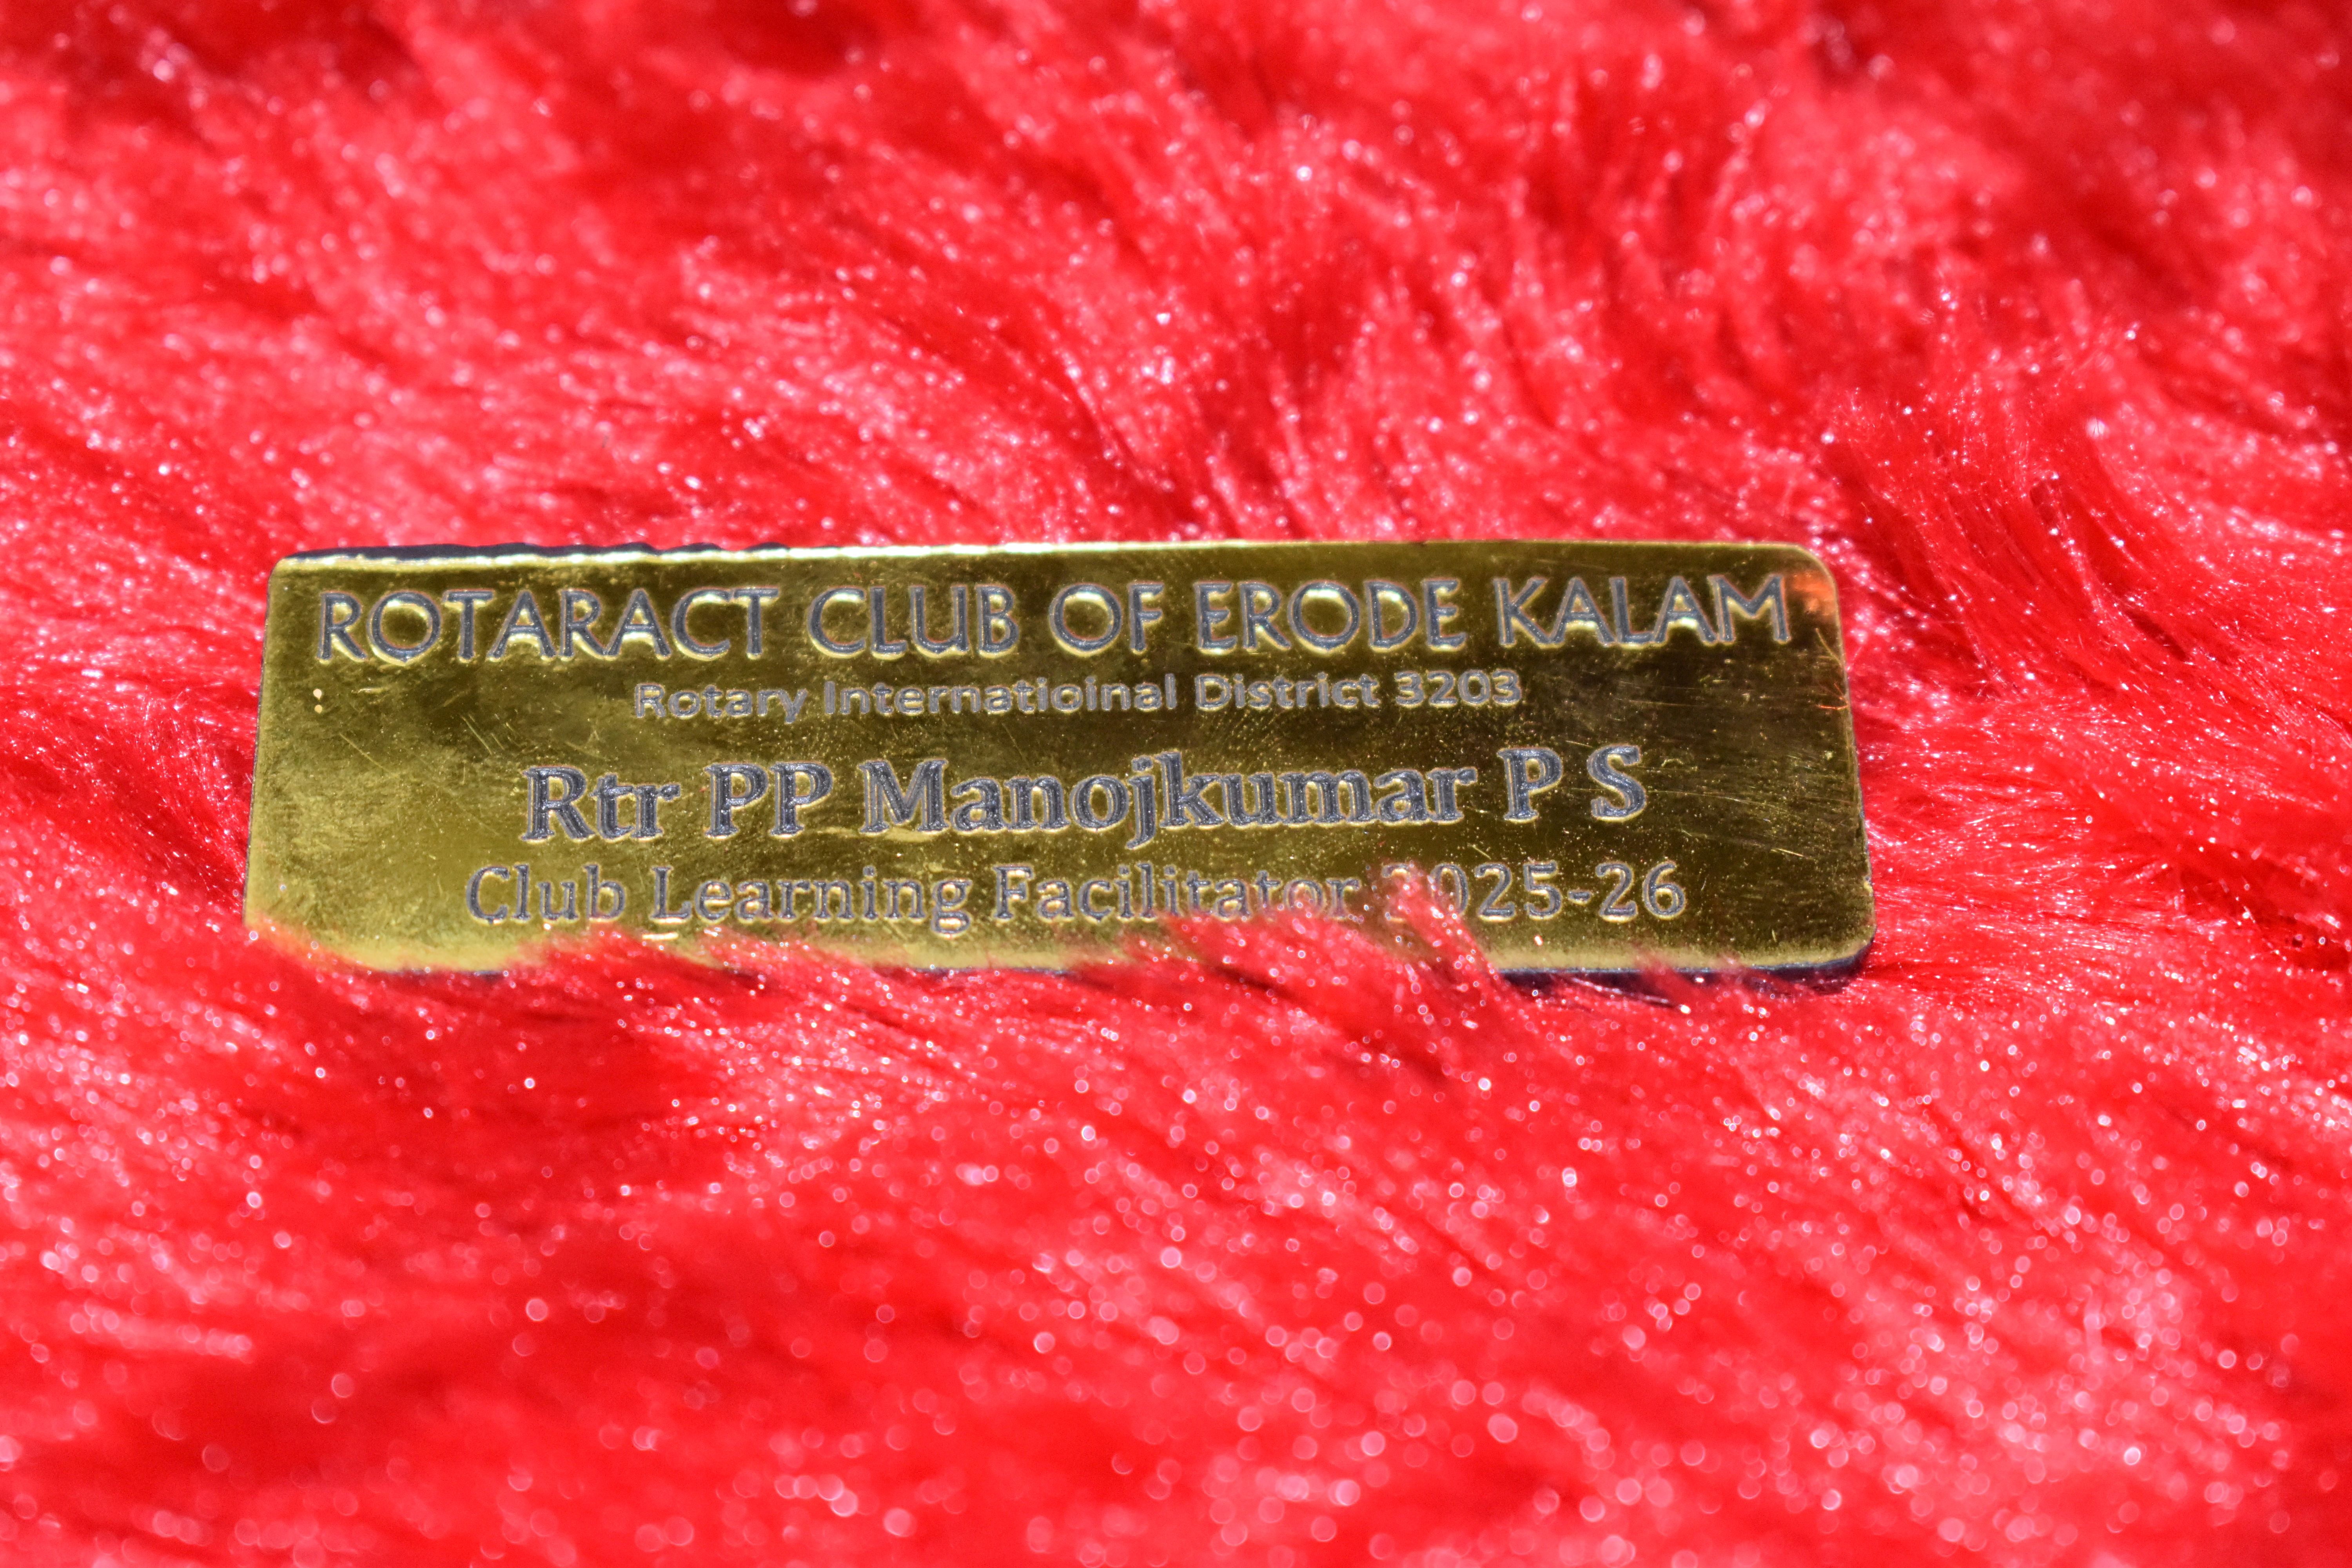 ROTARACT CLUB OF ERODE KALAM
Rotary Internatioinal District 3203
Rtr PP Manojkumar P S
Club Learning Facilitator 2025-26